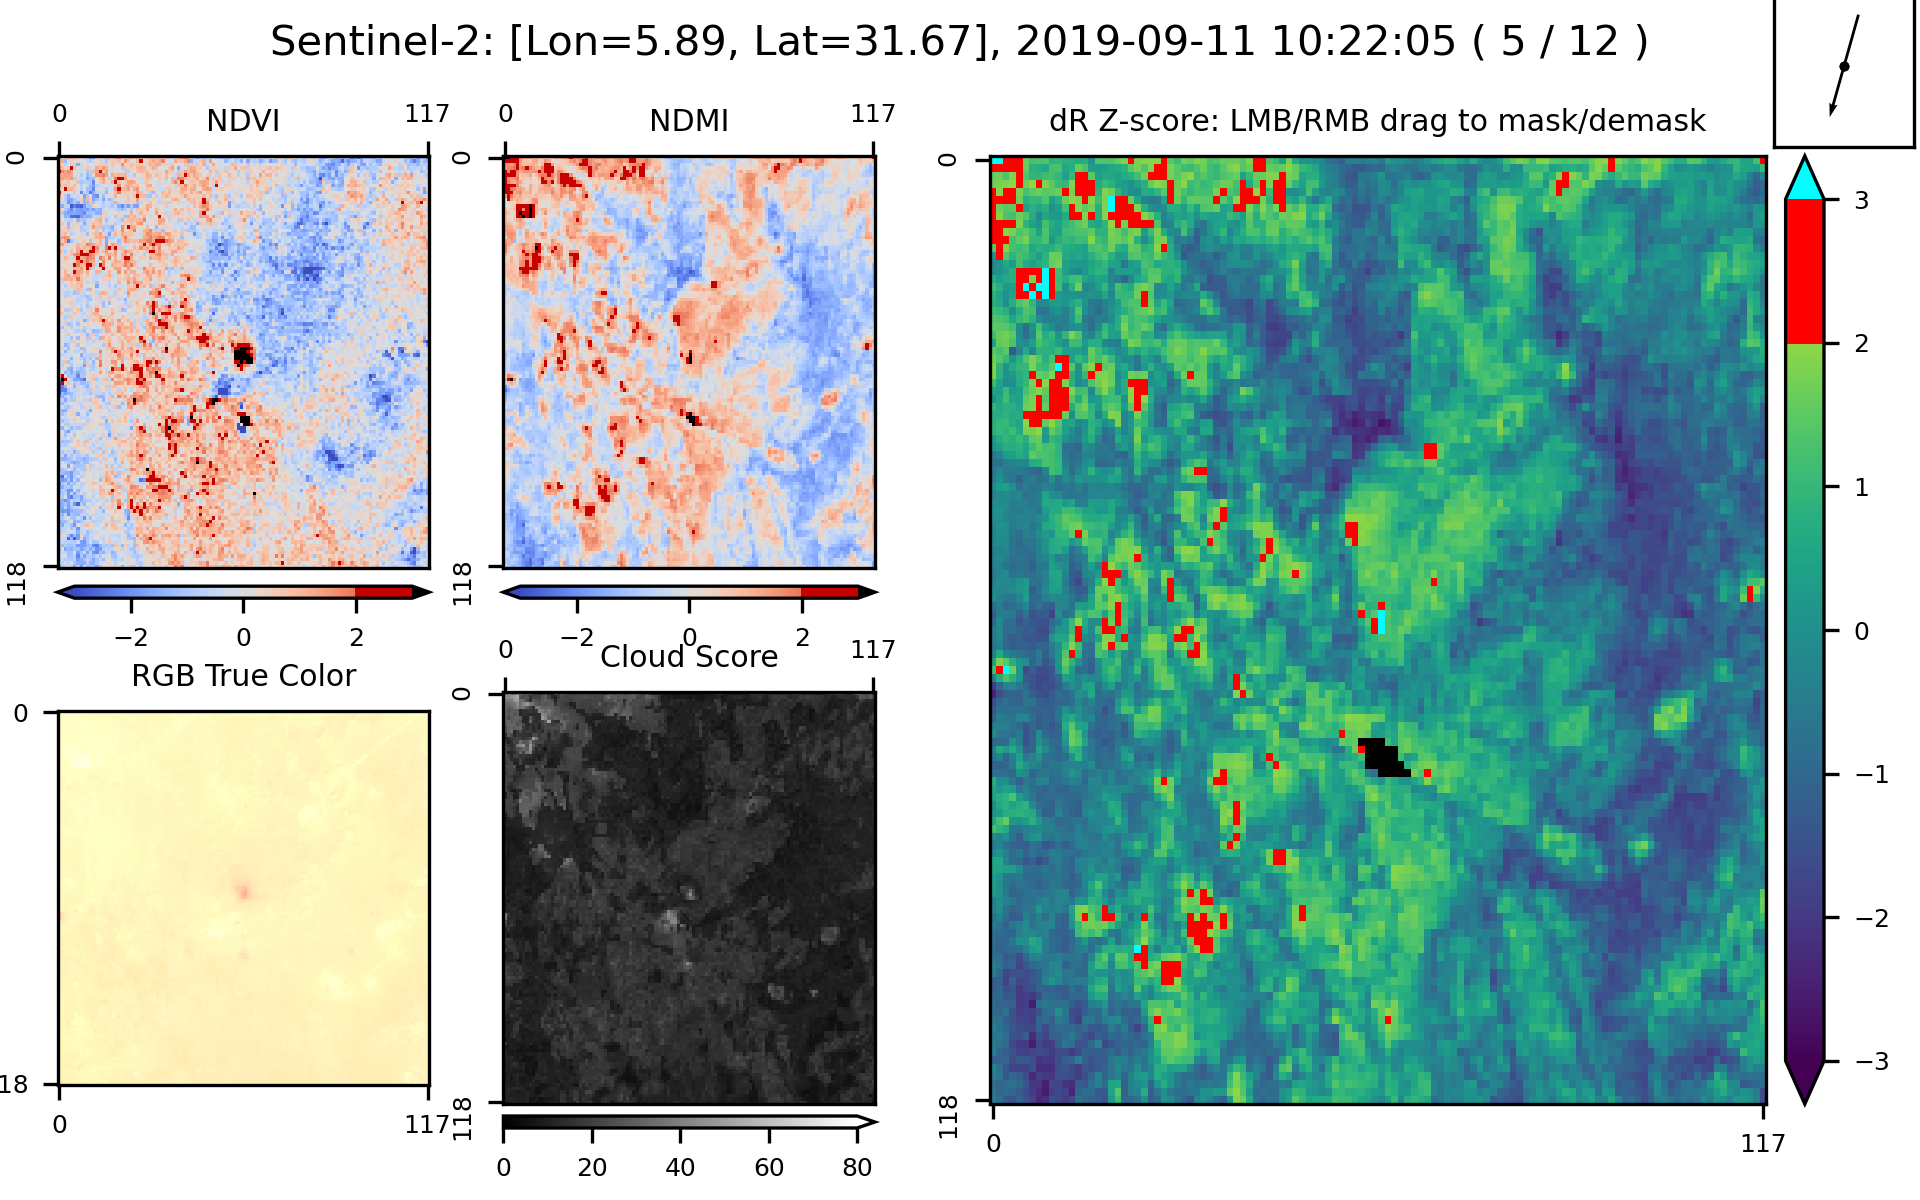 Sentinel-2: [Lon=5.89, Lat=31.67], 2019-09-11 10:22:05 ( 5 / 12 )
0 117
NDVI
0
118
−2 0 2
0 117
NDMI
0
118
−2 0 2
dR Z-score: LMB/RMB drag to mask/demask
0
118
0 117
3
2
1
0
−1
−2
−3
RGB True Color
0
18
0 117
0 117
Cloud Score
0
118
0 20 40 60 80